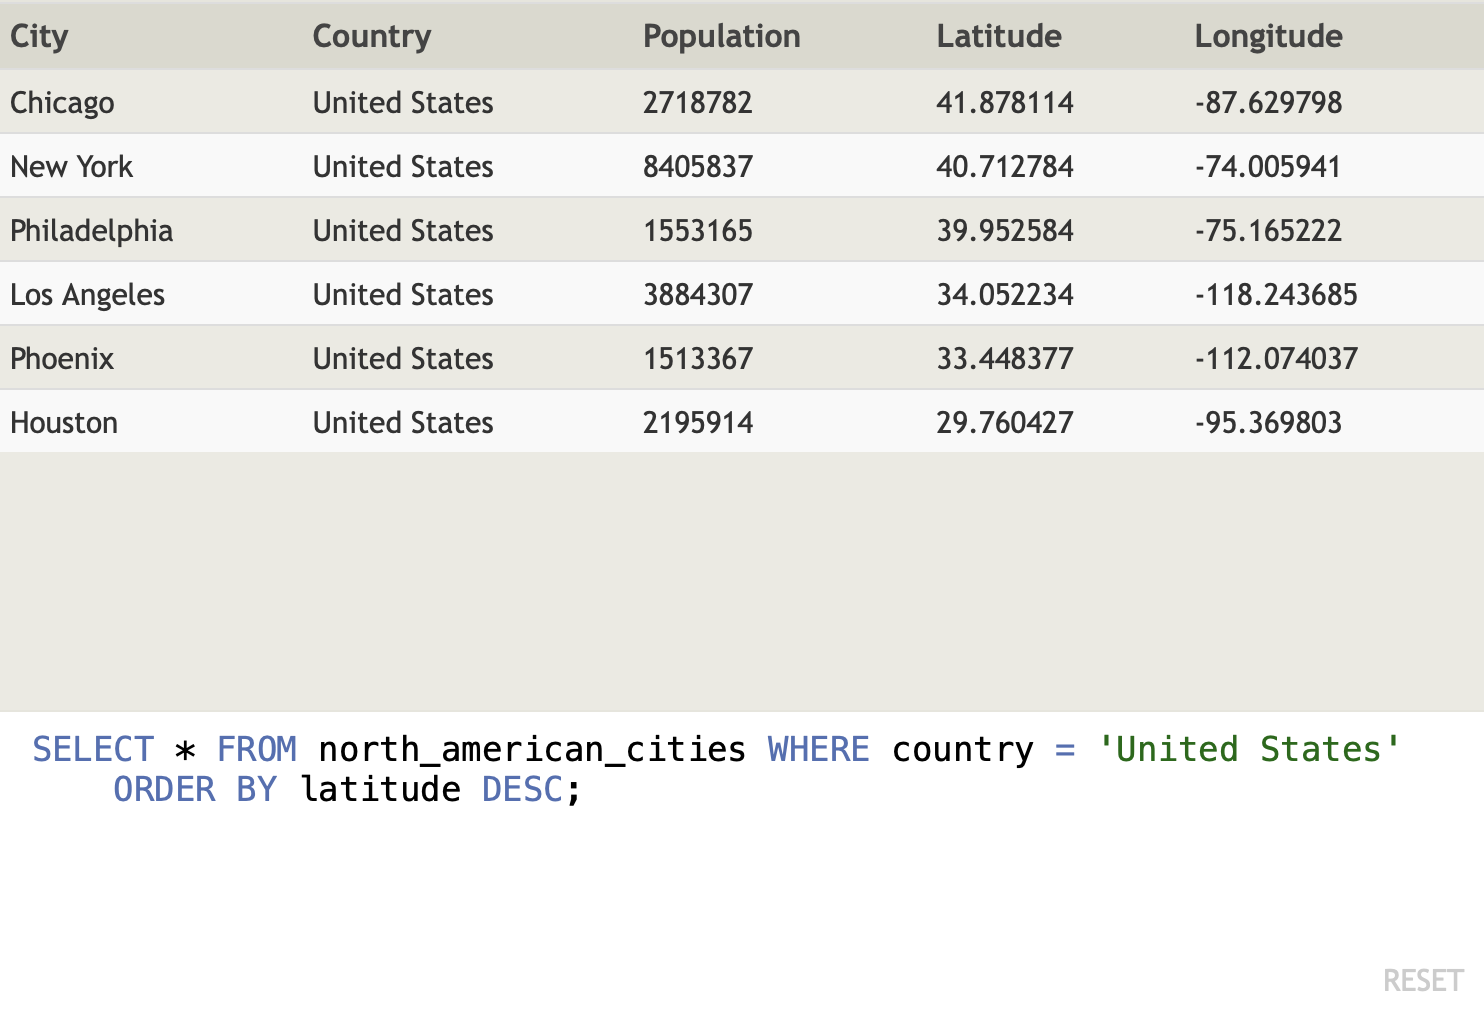 City Country Population Latitude Longitude
Chicago United States 2718782 41.878114 -87.629798
New York United States 8405837 40.712784 -74.005941
Philadelphia United States 1553165 39.952584 -75.165222
Los Angeles United States 3884307 34.052234 -118.243685
Phoenix United States 1513367 33.448377 -112.074037
Houston United States 2195914 29.760427 -95.369803
SELECT * FROM north_american_cities WHERE country = 'United States'
ORDER BY latitude DESC;
RESET